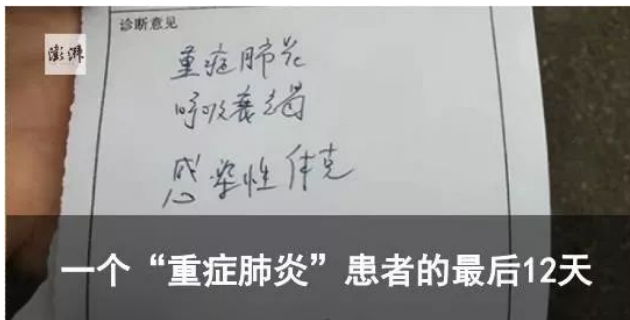 诊断意见
澎湃
重症肺炎
呼吸衰竭
感染性休克
一个“重症肺炎”患者的最后12天